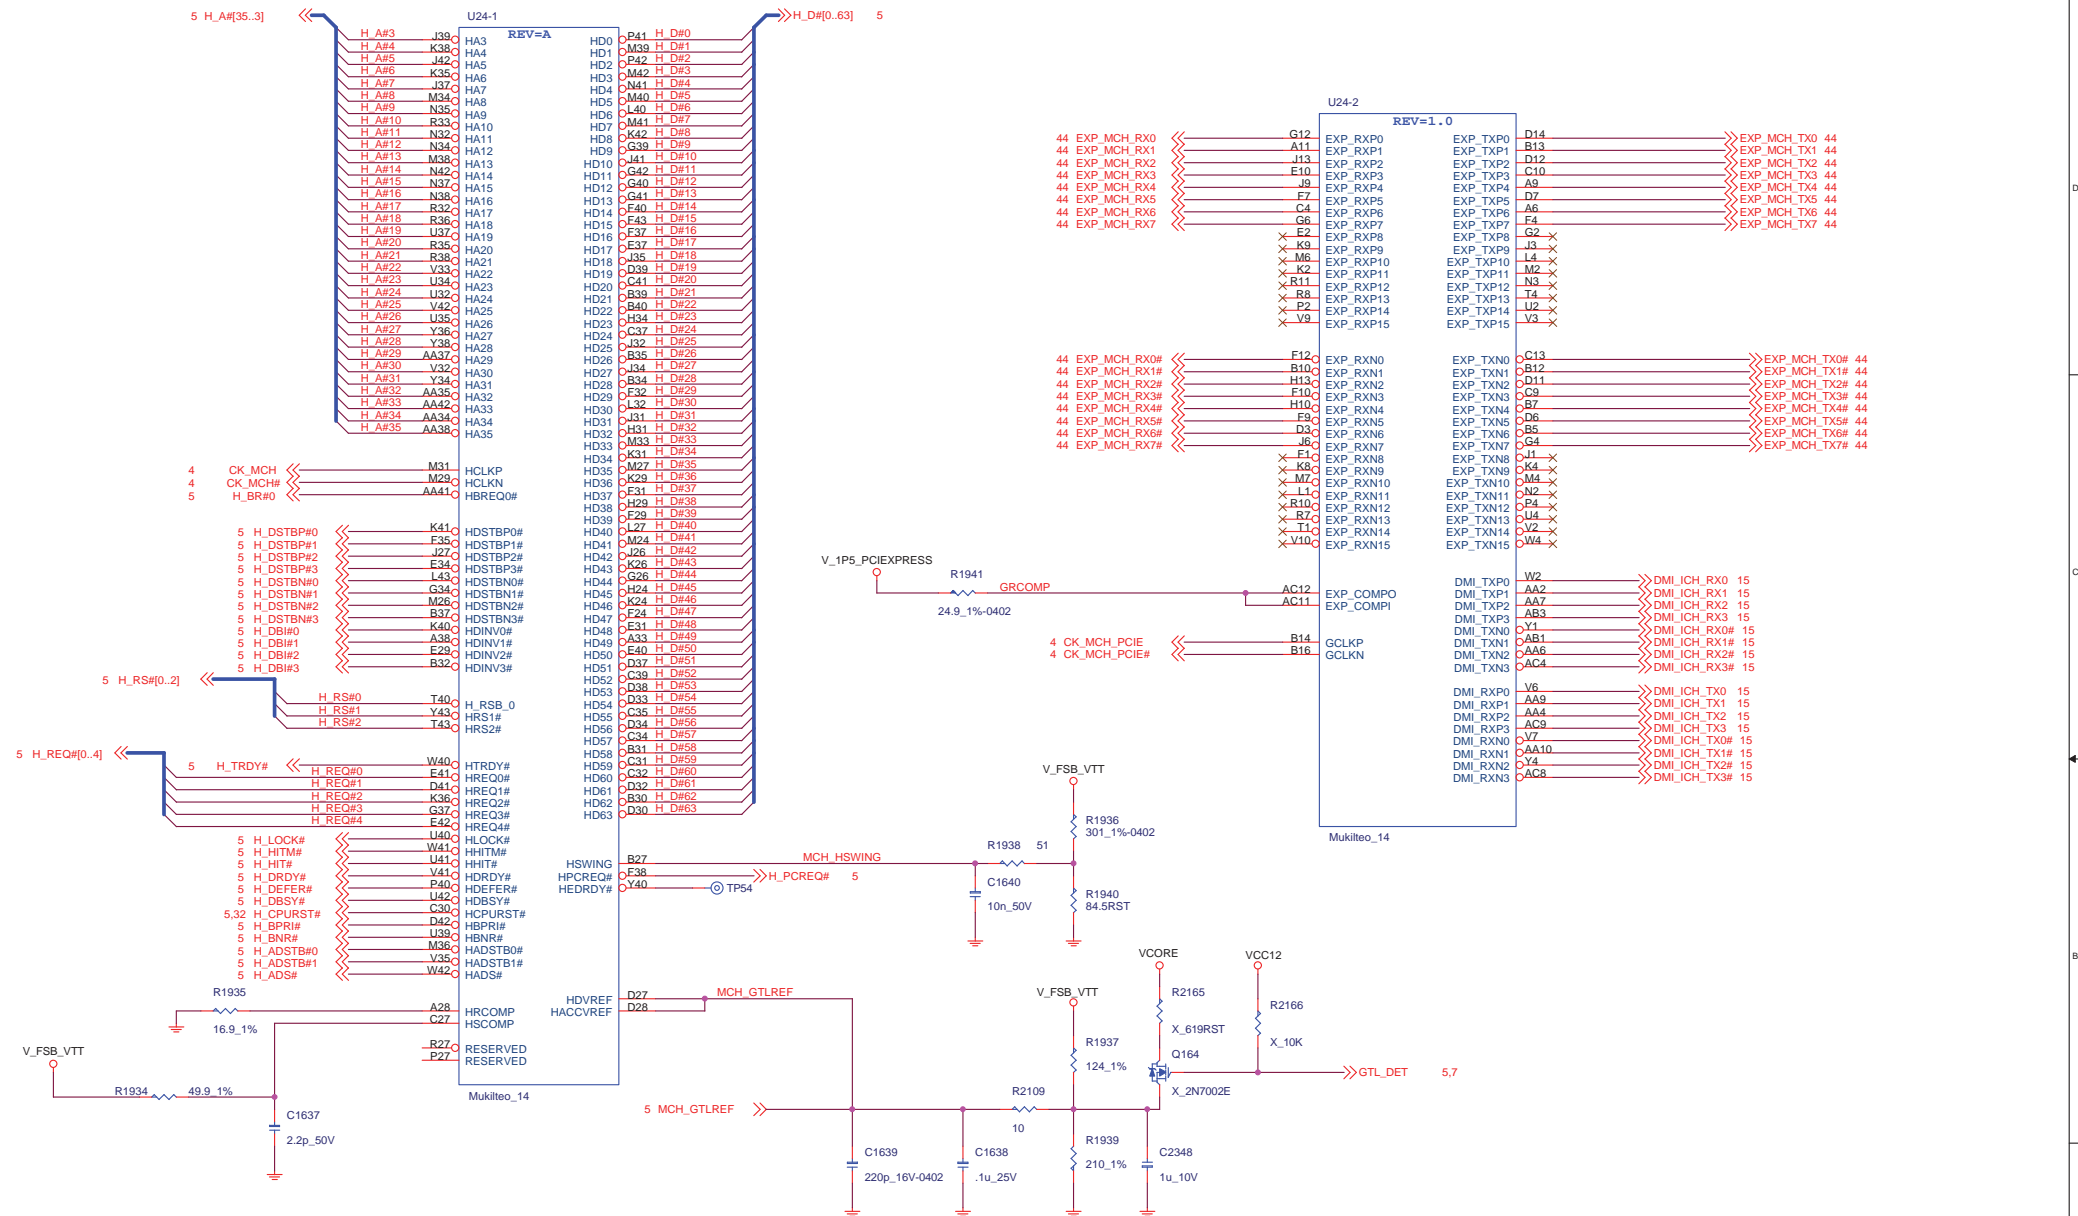 5 H_A#[35..3]
U24-1
H_D#[0..63] 5
REV=A
H_A#3 J39 HA3 HD0 P41 H_D#0
H_A#4 K38 HA4 HD1 M39 H_D#1
H_A#5 J42 HA5 HD2 P42 H_D#2
H_A#6 K35 HA6 HD3 M42 H_D#3
H_A#7 J37 HA7 HD4 N41 H_D#4
H_A#8 M34 HA8 HD5 M40 H_D#5
H_A#9 N35 HA9 HD6 L40 H_D#6
H_A#10 R33 HA10 HD7 M41 H_D#7
H_A#11 N32 HA11 HD8 K42 H_D#8
H_A#12 N34 HA12 HD9 G39 H_D#9
H_A#13 M38 HA13 HD10 J41 H_D#10
H_A#14 N42 HA14 HD11 G42 H_D#11
H_A#15 N37 HA15 HD12 G40 H_D#12
H_A#16 N38 HA16 HD13 G41 H_D#13
H_A#17 R32 HA17 HD14 F40 H_D#14
H_A#18 R36 HA18 HD15 F43 H_D#15
H_A#19 U37 HA19 HD16 F37 H_D#16
H_A#20 R35 HA20 HD17 E37 H_D#17
H_A#21 R38 HA21 HD18 J35 H_D#18
H_A#22 V33 HA22 HD19 D39 H_D#19
H_A#23 U34 HA23 HD20 C41 H_D#20
H_A#24 U32 HA24 HD21 B39 H_D#21
H_A#25 V42 HA25 HD22 B40 H_D#22
H_A#26 U35 HA26 HD23 H34 H_D#23
H_A#27 Y36 HA27 HD24 C37 H_D#24
H_A#28 Y38 HA28 HD25 J32 H_D#25
H_A#29 AA37 HA29 HD26 B35 H_D#26
H_A#30 V32 HA30 HD27 J34 H_D#27
H_A#31 Y34 HA31 HD28 B34 H_D#28
H_A#32 AA35 HA32 HD29 F32 H_D#29
H_A#33 AA42 HA33 HD30 L32 H_D#30
H_A#34 AA34 HA34 HD31 J31 H_D#31
H_A#35 AA38 HA35 HD32 H31 H_D#32
HD33 M33 H_D#33
HD34 K31 H_D#34
4 CK_MCH M31 HCLKP HD35 M27 H_D#35
4 CK_MCH# M29 HCLKN HD36 K29 H_D#36
5 H_BR#0 AA41 HBREQ0# HD37 F31 H_D#37
HD38 H29 H_D#38
HD39 F29 H_D#39
5 H_DSTBP#0 K41 HDSTBP0# HD40 L27 H_D#40
5 H_DSTBP#1 F35 HDSTBP1# HD41 M24 H_D#41
5 H_DSTBP#2 J27 HDSTBP2# HD42 J26 H_D#42
5 H_DSTBP#3 E34 HDSTBP3# HD43 K26 H_D#43
5 H_DSTBN#0 L43 HDSTBN0# HD44 G26 H_D#44
5 H_DSTBN#1 G34 HDSTBN1# HD45 H24 H_D#45
5 H_DSTBN#2 M26 HDSTBN2# HD46 K24 H_D#46
5 H_DSTBN#3 B37 HDSTBN3# HD47 F24 H_D#47
5 H_DBI#0 K40 HDINV0# HD48 E31 H_D#48
5 H_DBI#1 A38 HDINV1# HD49 A33 H_D#49
5 H_DBI#2 E29 HDINV2# HD50 E40 H_D#50
5 H_DBI#3 B32 HDINV3# HD51 D37 H_D#51
5 H_RS#[0..2] HD52 C39 H_D#52
HD53 D38 H_D#53
H_RS#0 T40 H_RSB_0 HD54 D33 H_D#54
H_RS#1 Y43 HRS1# HD55 C35 H_D#55
H_RS#2 T43 HRS2# HD56 D34 H_D#56
HD57 C34 H_D#57
5 H_REQ#[0..4] HD58 B31 H_D#58
5 H_TRDY# W40 HTRDY# HD59 C31 H_D#59
H_REQ#0 E41 HREQ0# HD60 C32 H_D#60
H_REQ#1 D41 HREQ1# HD61 D32 H_D#61
H_REQ#2 K36 HREQ2# HD62 B30 H_D#62
H_REQ#3 G37 HREQ3# HD63 D30 H_D#63
H_REQ#4 E42 HREQ4#
5 H_LOCK# U40 HLOCK#
5 H_HITM# W41 HHITM#
5 H_HIT# U41 HHIT# HSWING B27 MCH_HSWING
5 H_DRDY# V41 HDRDY# HPCREQ# F38 H_PCREQ# 5
5 H_DEFER# P40 HDEFER# HEDRDY# Y40 TP54
5 H_DBSY# U42 HDBSY#
5,32 H_CPURST# C30 HCPURST#
5 H_BPRI# D42 HBPRI#
5 H_BNR# U39 HBNR#
5 H_ADSTB#0 M36 HADSTB0#
5 H_ADSTB#1 V35 HADSTB1#
5 H_ADS# W42 HADS#
R1935
16.9_1%
HDVREF D27 MCH_GTLREF
A28 HRCOMP HACCVREF D28
C27 HSCOMP
R27 RESERVED
P27 RESERVED
V_FSB_VTT
R1934 49.9_1%
C1637
2.2p_50V
Mukilteo_14
V_FSB_VTT
R1936
301_1%-0402
R1938 51
C1640
10n_50V
R1940
84.5RST
VCORE
VCC12
V_FSB_VTT
R2165
X_619RST
R2166
X_10K
R1937
124_1%
Q164
X_2N7002E
GTL_DET 5,7
R2109
10
5 MCH_GTLREF
C1639
220p_16V-0402
C1638
.1u_25V
R1939
210_1%
C2348
1u_10V
U24-2
REV=1.0
44 EXP_MCH_RX0 G12 EXP_RXP0 EXP_TXP0 D14 EXP_MCH_TX0 44
44 EXP_MCH_RX1 A11 EXP_RXP1 EXP_TXP1 B13 EXP_MCH_TX1 44
44 EXP_MCH_RX2 J13 EXP_RXP2 EXP_TXP2 D12 EXP_MCH_TX2 44
44 EXP_MCH_RX3 E10 EXP_RXP3 EXP_TXP3 C10 EXP_MCH_TX3 44
44 EXP_MCH_RX4 J9 EXP_RXP4 EXP_TXP4 A9 EXP_MCH_TX4 44
44 EXP_MCH_RX5 F7 EXP_RXP5 EXP_TXP5 D7 EXP_MCH_TX5 44
44 EXP_MCH_RX6 C4 EXP_RXP6 EXP_TXP6 A6 EXP_MCH_TX6 44
44 EXP_MCH_RX7 G6 EXP_RXP7 EXP_TXP7 F4 EXP_MCH_TX7 44
E2 EXP_RXP8 EXP_TXP8 G2
K9 EXP_RXP9 EXP_TXP9 J3
M6 EXP_RXP10 EXP_TXP10 L4
K2 EXP_RXP11 EXP_TXP11 M2
R11 EXP_RXP12 EXP_TXP12 N3
R8 EXP_RXP13 EXP_TXP13 T4
P2 EXP_RXP14 EXP_TXP14 U2
V9 EXP_RXP15 EXP_TXP15 V3
44 EXP_MCH_RX0# F12 EXP_RXN0 EXP_TXN0 C13 EXP_MCH_TX0# 44
44 EXP_MCH_RX1# B10 EXP_RXN1 EXP_TXN1 B12 EXP_MCH_TX1# 44
44 EXP_MCH_RX2# H13 EXP_RXN2 EXP_TXN2 D11 EXP_MCH_TX2# 44
44 EXP_MCH_RX3# F10 EXP_RXN3 EXP_TXN3 C9 EXP_MCH_TX3# 44
44 EXP_MCH_RX4# H10 EXP_RXN4 EXP_TXN4 B7 EXP_MCH_TX4# 44
44 EXP_MCH_RX5# F9 EXP_RXN5 EXP_TXN5 D6 EXP_MCH_TX5# 44
44 EXP_MCH_RX6# D3 EXP_RXN6 EXP_TXN6 B5 EXP_MCH_TX6# 44
44 EXP_MCH_RX7# J6 EXP_RXN7 EXP_TXN7 G4 EXP_MCH_TX7# 44
F1 EXP_RXN8 EXP_TXN8 J1
K8 EXP_RXN9 EXP_TXN9 K4
M7 EXP_RXN10 EXP_TXN10 M4
L1 EXP_RXN11 EXP_TXN11 N2
R10 EXP_RXN12 EXP_TXN12 P4
R7 EXP_RXN13 EXP_TXN13 U4
T1 EXP_RXN14 EXP_TXN14 V2
V10 EXP_RXN15 EXP_TXN15 W4
V_1P5_PCIEXPRESS
R1941
24.9_1%-0402
GRCOMP
DMI_TXP0 W2 DMI_ICH_RX0 15
AC12 EXP_COMPO DMI_TXP1 AA2 DMI_ICH_RX1 15
AC11 EXP_COMPI DMI_TXP2 AA7 DMI_ICH_RX2 15
DMI_TXP3 AB3 DMI_ICH_RX3 15
DMI_TXN0 Y1 DMI_ICH_RX0# 15
4 CK_MCH_PCIE B14 GCLKP DMI_TXN1 AB1 DMI_ICH_RX1# 15
4 CK_MCH_PCIE# B16 GCLKN DMI_TXN2 AA6 DMI_ICH_RX2# 15
DMI_TXN3 AC4 DMI_ICH_RX3# 15
DMI_RXP0 V6 DMI_ICH_TX0 15
DMI_RXP1 AA9 DMI_ICH_TX1 15
DMI_RXP2 AA4 DMI_ICH_TX2 15
DMI_RXP3 AC9 DMI_ICH_TX3 15
DMI_RXN0 V7 DMI_ICH_TX0# 15
DMI_RXN1 AA10 DMI_ICH_TX1# 15
DMI_RXN2 Y4 DMI_ICH_TX2# 15
DMI_RXN3 AC8 DMI_ICH_TX3# 15
Mukilteo_14
D
C
B